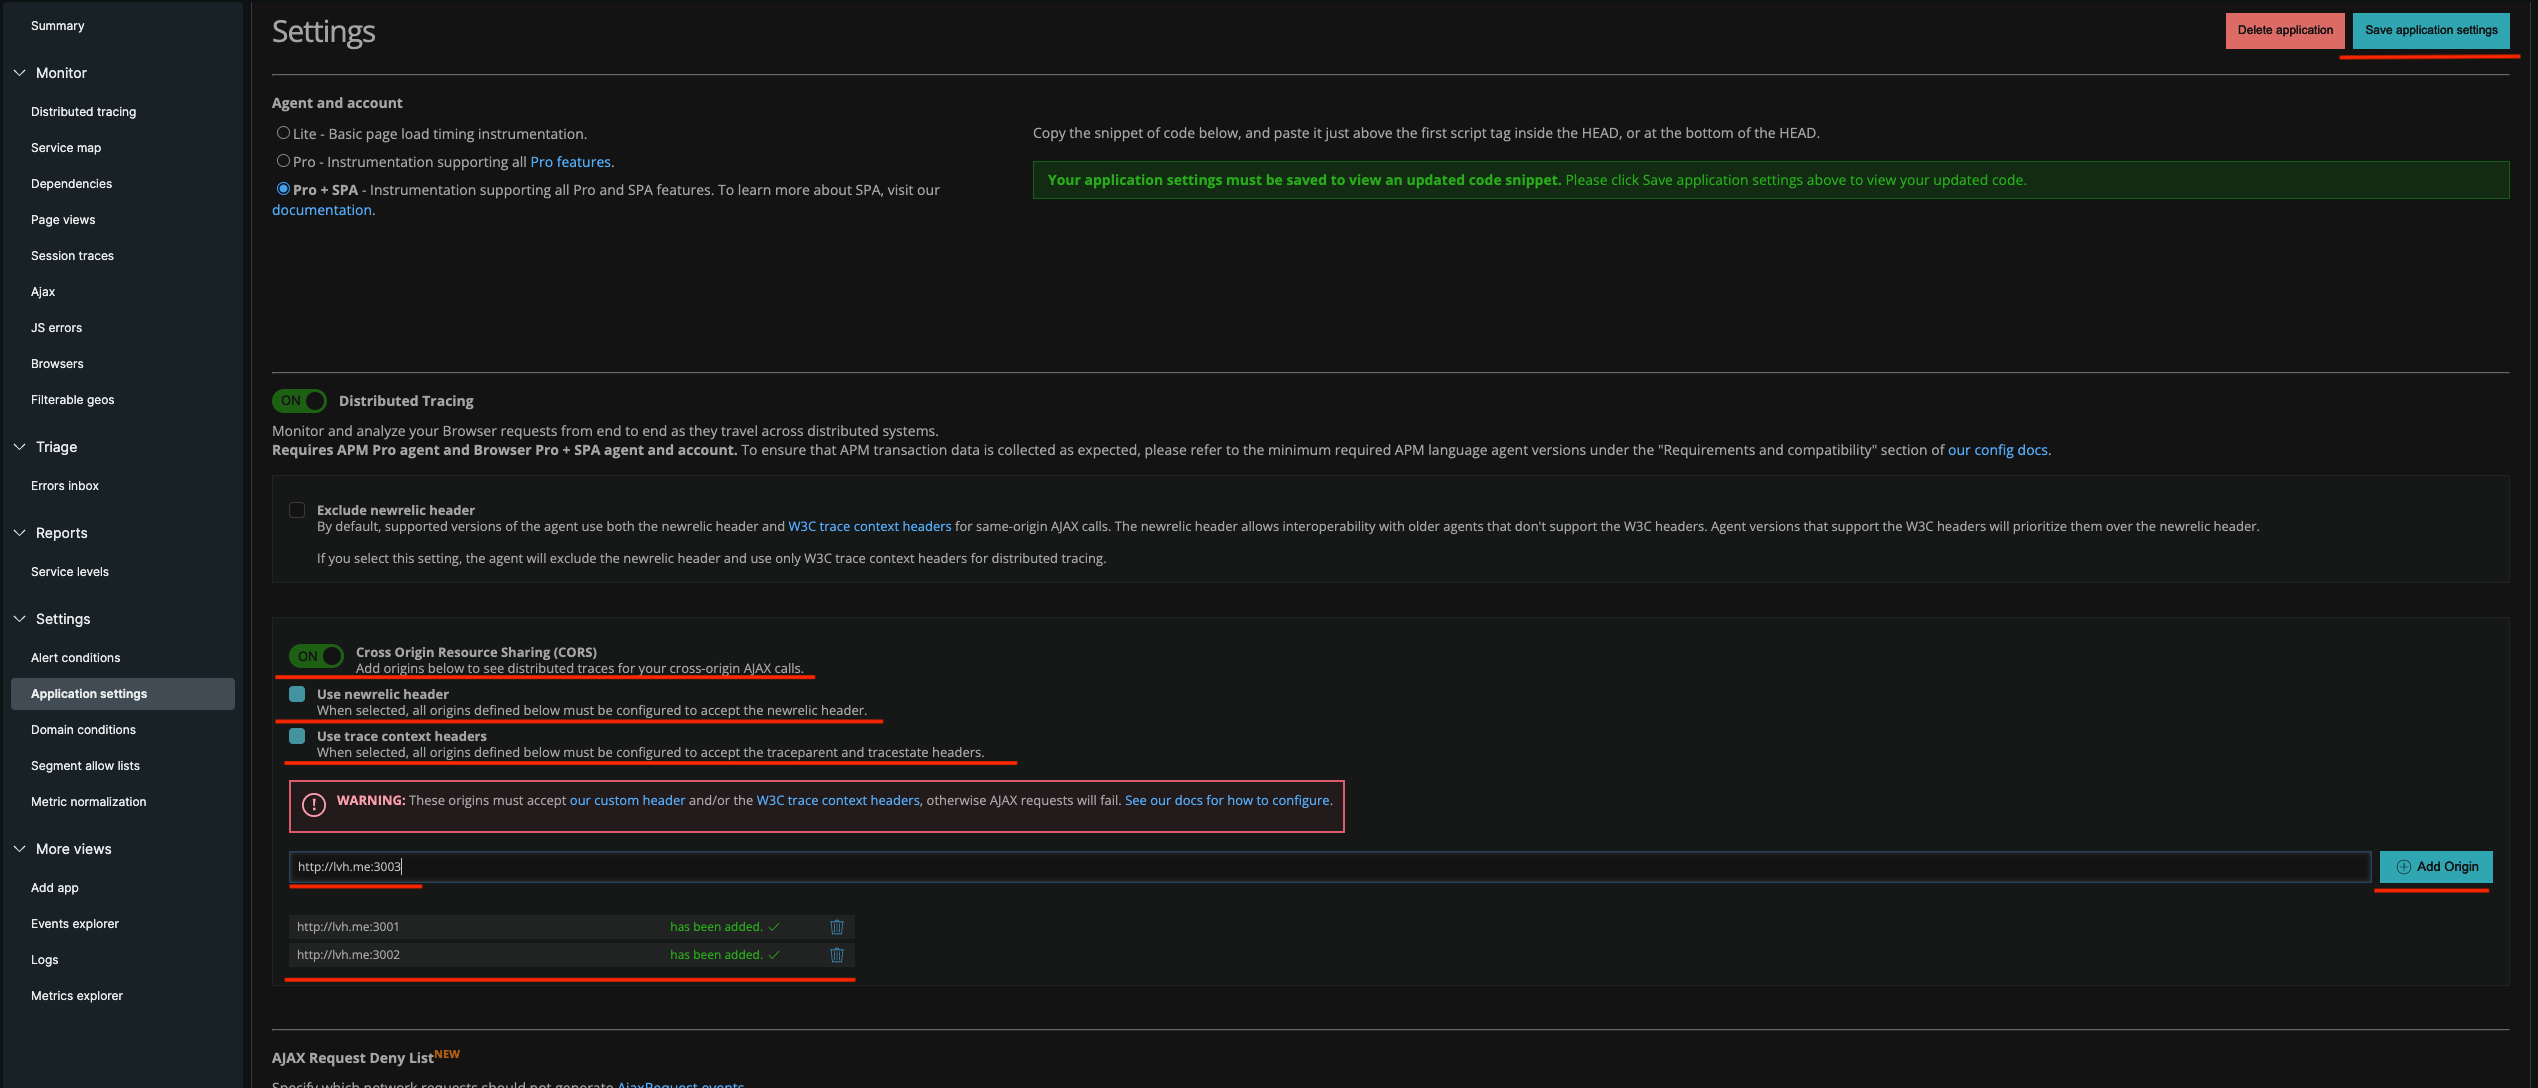 Summary
Monitor
Distributed tracing
Service map
Dependencies
Page views
Session traces
Ajax
JS errors
Browsers
Filterable geos
Triage
Errors inbox
Reports
Service levels
Settings
Alert conditions
Application settings
Domain conditions
Segment allow lists
Metric normalization
More views
Add app
Events explorer
Logs
Metrics explorer
Settings
Delete application
Save application settings
Agent and account
Lite - Basic page load timing instrumentation.
Pro - Instrumentation supporting all Pro features.
Pro + SPA - Instrumentation supporting all Pro and SPA features. To learn more about SPA, visit our
documentation.
Copy the snippet of code below, and paste it just above the first script tag inside the HEAD, or at the bottom of the HEAD.
Your application settings must be saved to view an updated code snippet. Please click Save application settings above to view your updated code.
ON Distributed Tracing
Monitor and analyze your Browser requests from end to end as they travel across distributed systems.
Requires APM Pro agent and Browser Pro + SPA agent and account. To ensure that APM transaction data is collected as expected, please refer to the minimum required APM language agent versions under the "Requirements and compatibility" section of our config docs.
Exclude newrelic header
By default, supported versions of the agent use both the newrelic header and W3C trace context headers for same-origin AJAX calls. The newrelic header allows interoperability with older agents that don't support the W3C headers. Agent versions that support the W3C headers will prioritize them over the newrelic header.
If you select this setting, the agent will exclude the newrelic header and use only W3C trace context headers for distributed tracing.
ON Cross Origin Resource Sharing (CORS)
Add origins below to see distributed traces for your cross-origin AJAX calls.
Use newrelic header
When selected, all origins defined below must be configured to accept the newrelic header.
Use trace context headers
When selected, all origins defined below must be configured to accept the traceparent and tracestate headers.
WARNING: These origins must accept our custom header and/or the W3C trace context headers, otherwise AJAX requests will fail. See our docs for how to configure.
http://lvh.me:3003
Add Origin
http://lvh.me:3001 has been added. ✓
http://lvh.me:3002 has been added. ✓
AJAX Request Deny List NEW
Specify which network requests should not generate AjaxRequest events